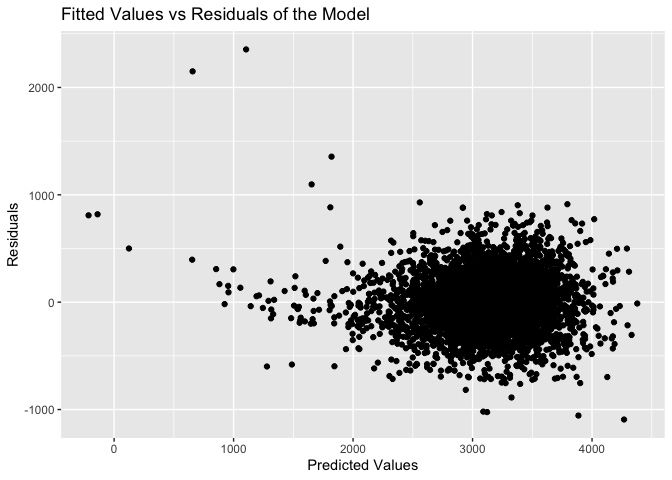 Fitted Values vs Residuals of the Model
2000
1000
0
-1000
Residuals
0 1000 2000 3000 4000
Predicted Values